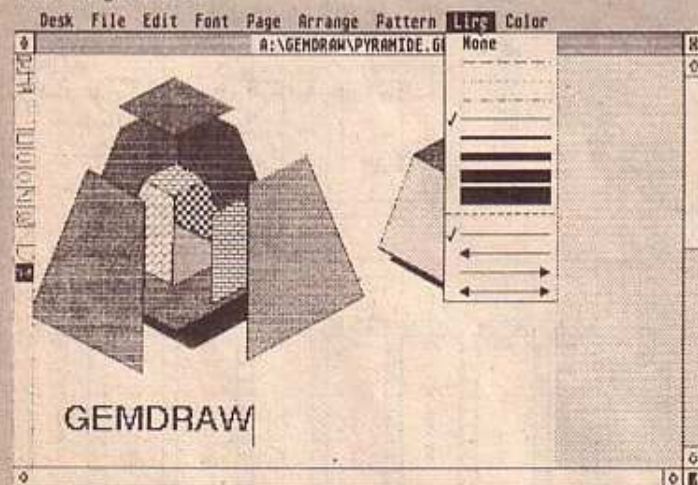 Desk File Edit Font Page Arrange Pattern Line Color
A:\GEMDRAW\PYRAMIDE.GE
None
GEMDRAW